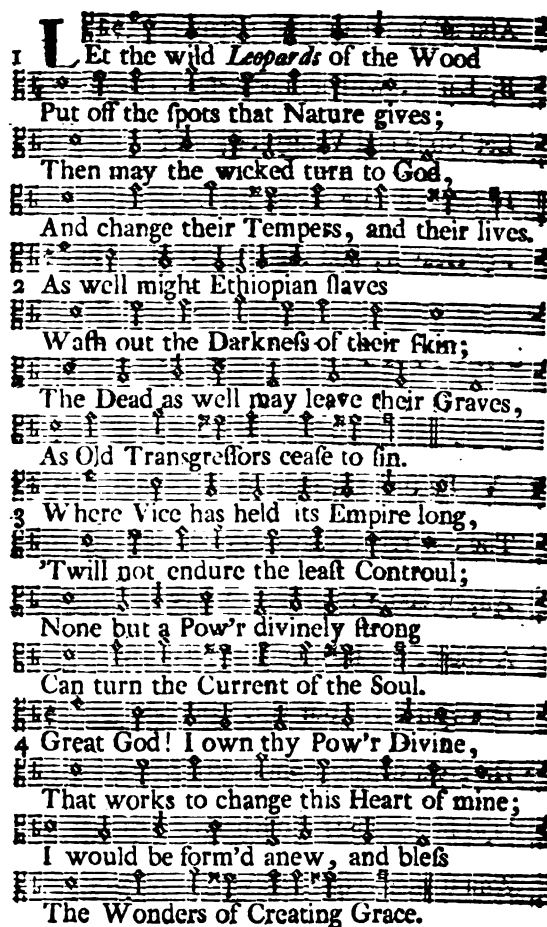 1 LEt the wild Leopards of the Wood
Put off the ſpots that Nature gives;
Then may the wicked turn to God,
And change their Tempers, and their lives.
2 As well might Ethiopian ſlaves
Waſh out the Darkneſs of their ſkin;
The Dead as well may leave their Graves,
As Old Tranſgreſſors ceaſe to ſin.
3 Where Vice has held its Empire long,
'Twill not endure the leaſt Controul;
None but a Pow'r divinely ſtrong
Can turn the Current of the Soul.
4 Great God! I own thy Pow'r Divine,
That works to change this Heart of mine;
I would be form'd anew, and bleſs
The Wonders of Creating Grace.